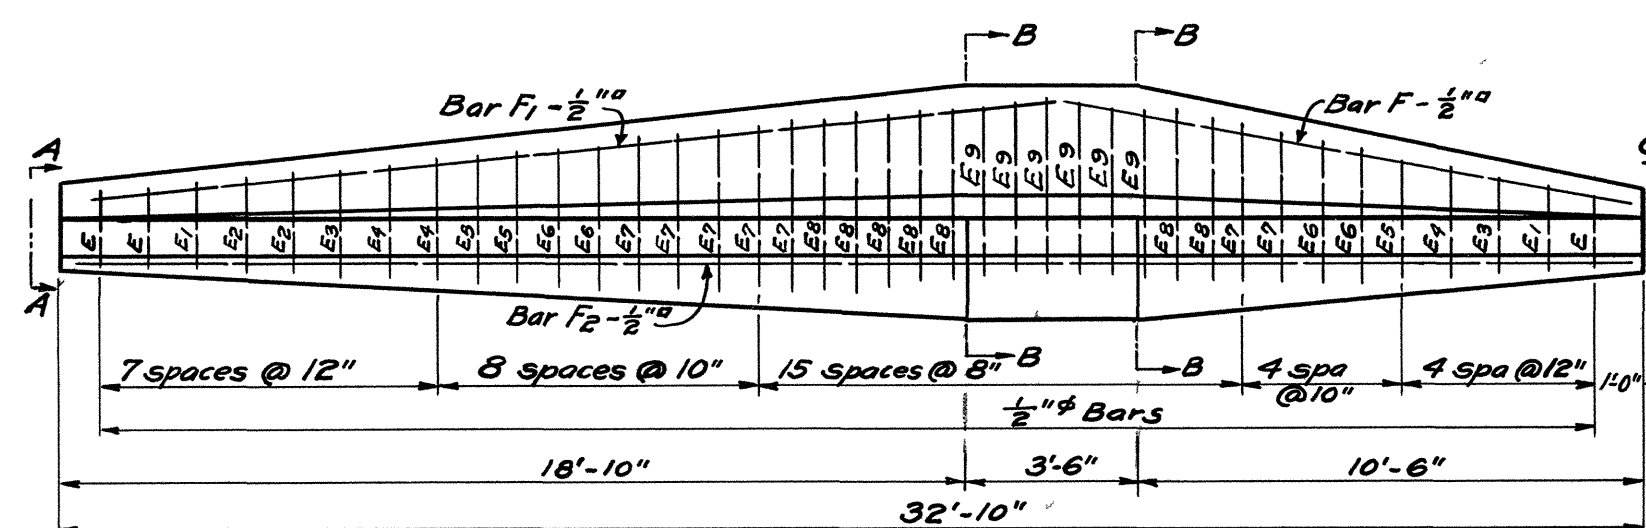 B B
Bar F1 - 1/2"□ Bar F - 1/2"□
A
E9 E9 E9 E9 E9 E9
E E E1 E2 E2 E3 E4 E4 E5 E5 E6 E6 E7 E7 E7 E7 E7 E8 E8 E8 E8 E8 E8 E8 E7 E7 E6 E6 E5 E4 E3 E1 E
A
Bar F2 - 1/2"□
B B
7 spaces @ 12" 8 spaces @ 10" 15 spaces @ 8" 4 spa @10" 4 spa @12" 1'-0"
1/2"ϕ Bars
18'-10" 3'-6" 10'-6"
32'-10"